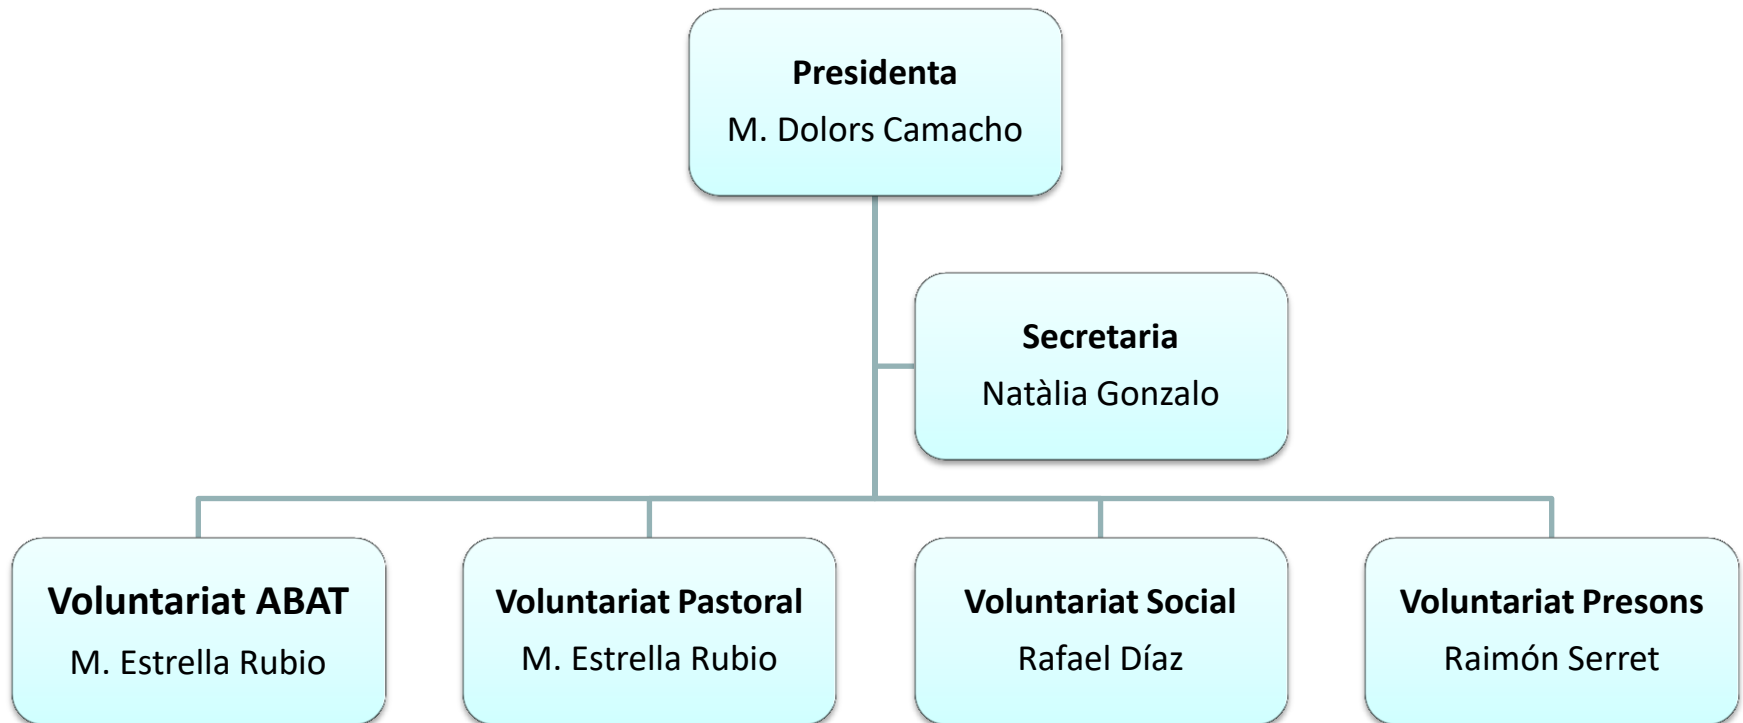 Presidenta
M. Dolors Camacho
Secretaria
Natàlia Gonzalo
Voluntariat ABAT
M. Estrella Rubio
Voluntariat Pastoral
M. Estrella Rubio
Voluntariat Social
Rafael Díaz
Voluntariat Presons
Raimón Serret